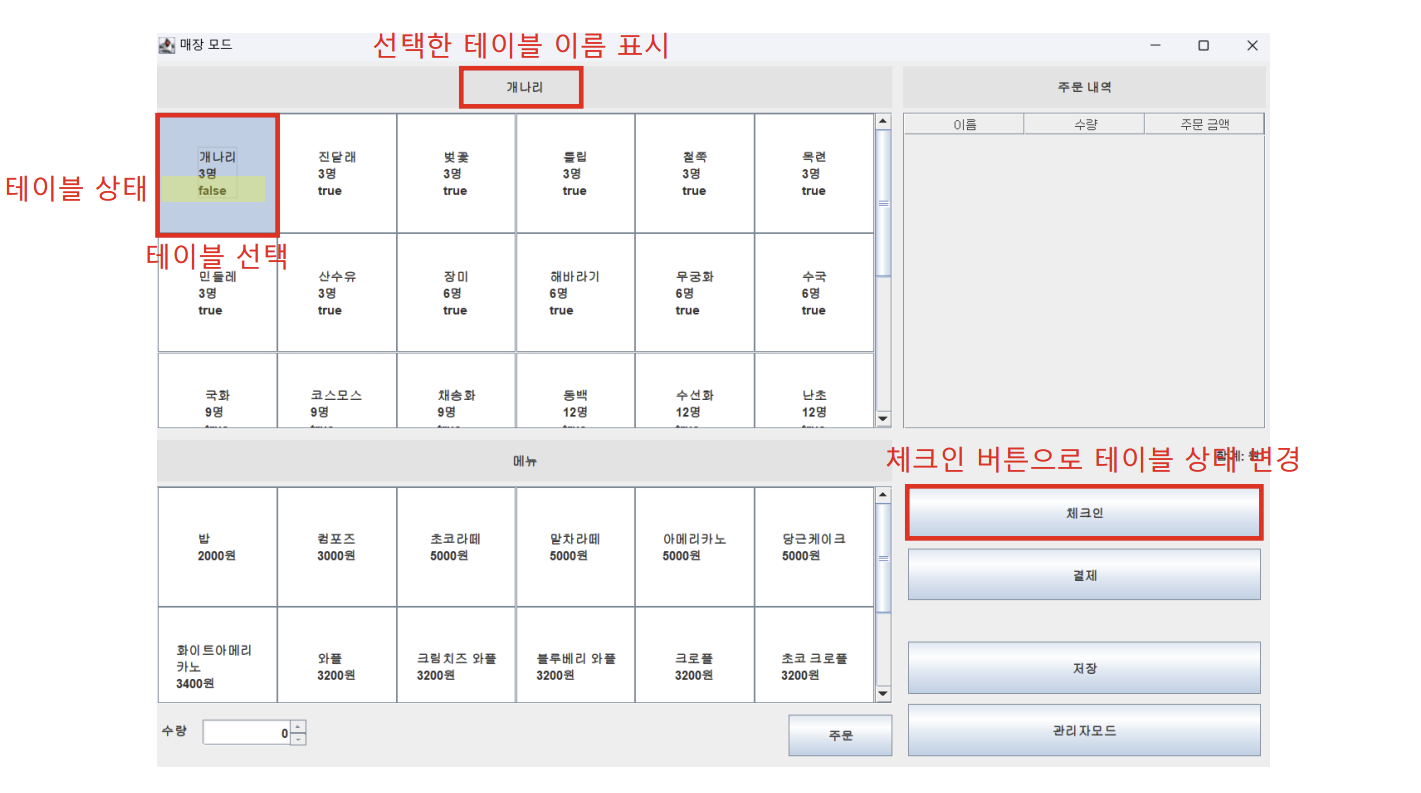 매장 모드
선택한 테이블 이름 표시
개나리
주문 내역
이름 수량 주문 금액
테이블 상태
개나리
3명
false
진달래
3명
true
벚꽃
3명
true
틀립
3명
true
철쭉
3명
true
목련
3명
true
테이블 선택
민들레
3명
true
산수유
3명
true
장미
6명
true
해바라기
6명
true
무궁화
6명
true
수국
6명
true
국화
9명
코스모스
9명
채송화
9명
동백
12명
수선화
12명
난초
12명
메뉴
체크인 버튼으로 테이블 상태 변경
밥
2000원
컴포즈
3000원
초코라떼
5000원
말차라떼
5000원
아메리카노
5000원
당근케이크
5000원
화이트아메리
카노
3400원
와플
3200원
크림치즈 와플
3200원
블루베리 와플
3200원
크로플
3200원
초코 크로플
3200원
수량 0
주문
체크인
결제
저장
관리자모드